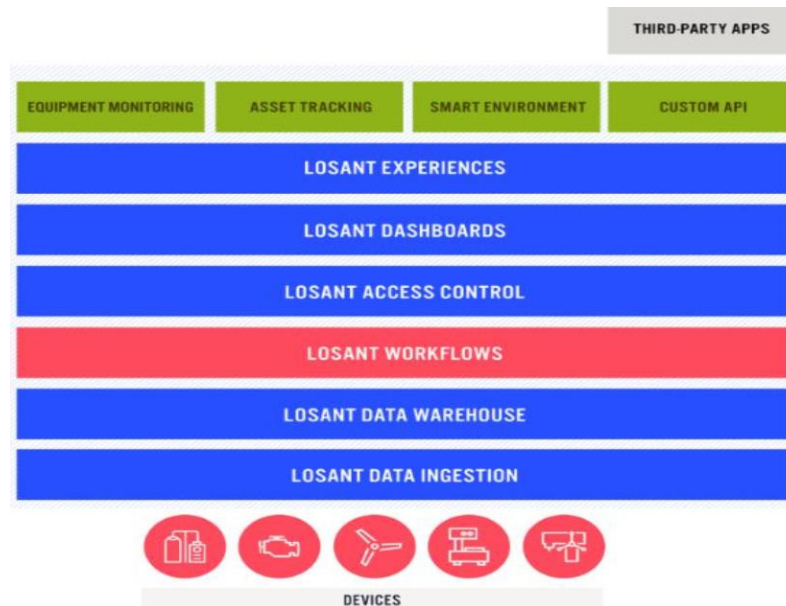 THIRD-PARTY APPS
EQUIPMENT MONITORING
ASSET TRACKING
SMART ENVIRONMENT
CUSTOM API
LOSANT EXPERIENCES
LOSANT DASHBOARDS
LOSANT ACCESS CONTROL
LOSANT WORKFLOWS
LOSANT DATA WAREHOUSE
LOSANT DATA INGESTION
DEVICES